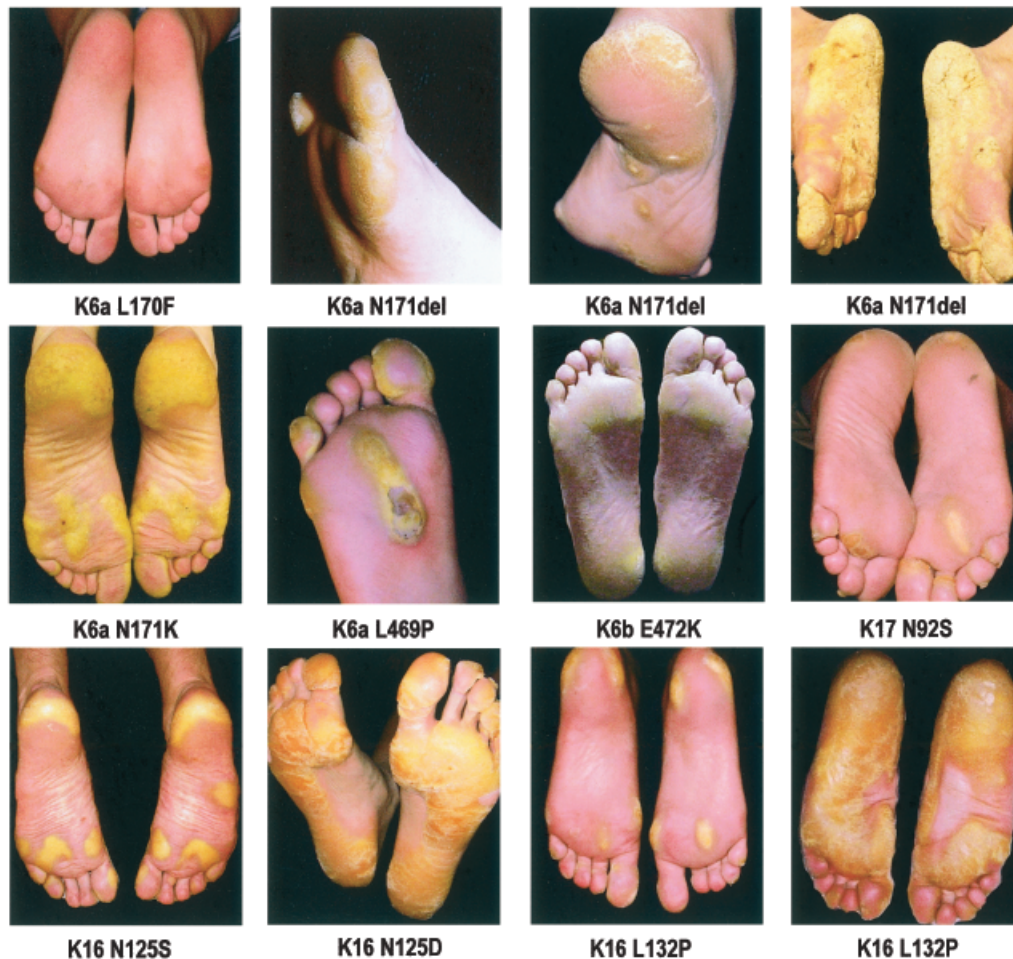 K6a L170F
K6a N171del
K6a N171del
K6a N171del
K6a N171K
K6a L469P
K6b E472K
K17 N92S
K16 N125S
K16 N125D
K16 L132P
K16 L132P